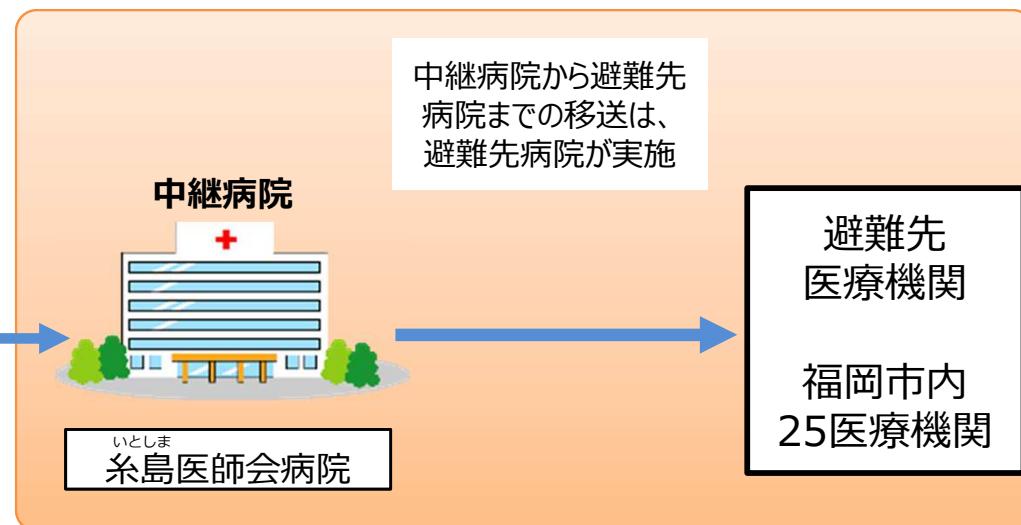 中継病院から避難先
病院までの移送は、
避難先病院が実施
中継病院
いとしま
糸島医師会病院
避難先
医療機関
福岡市内
25医療機関